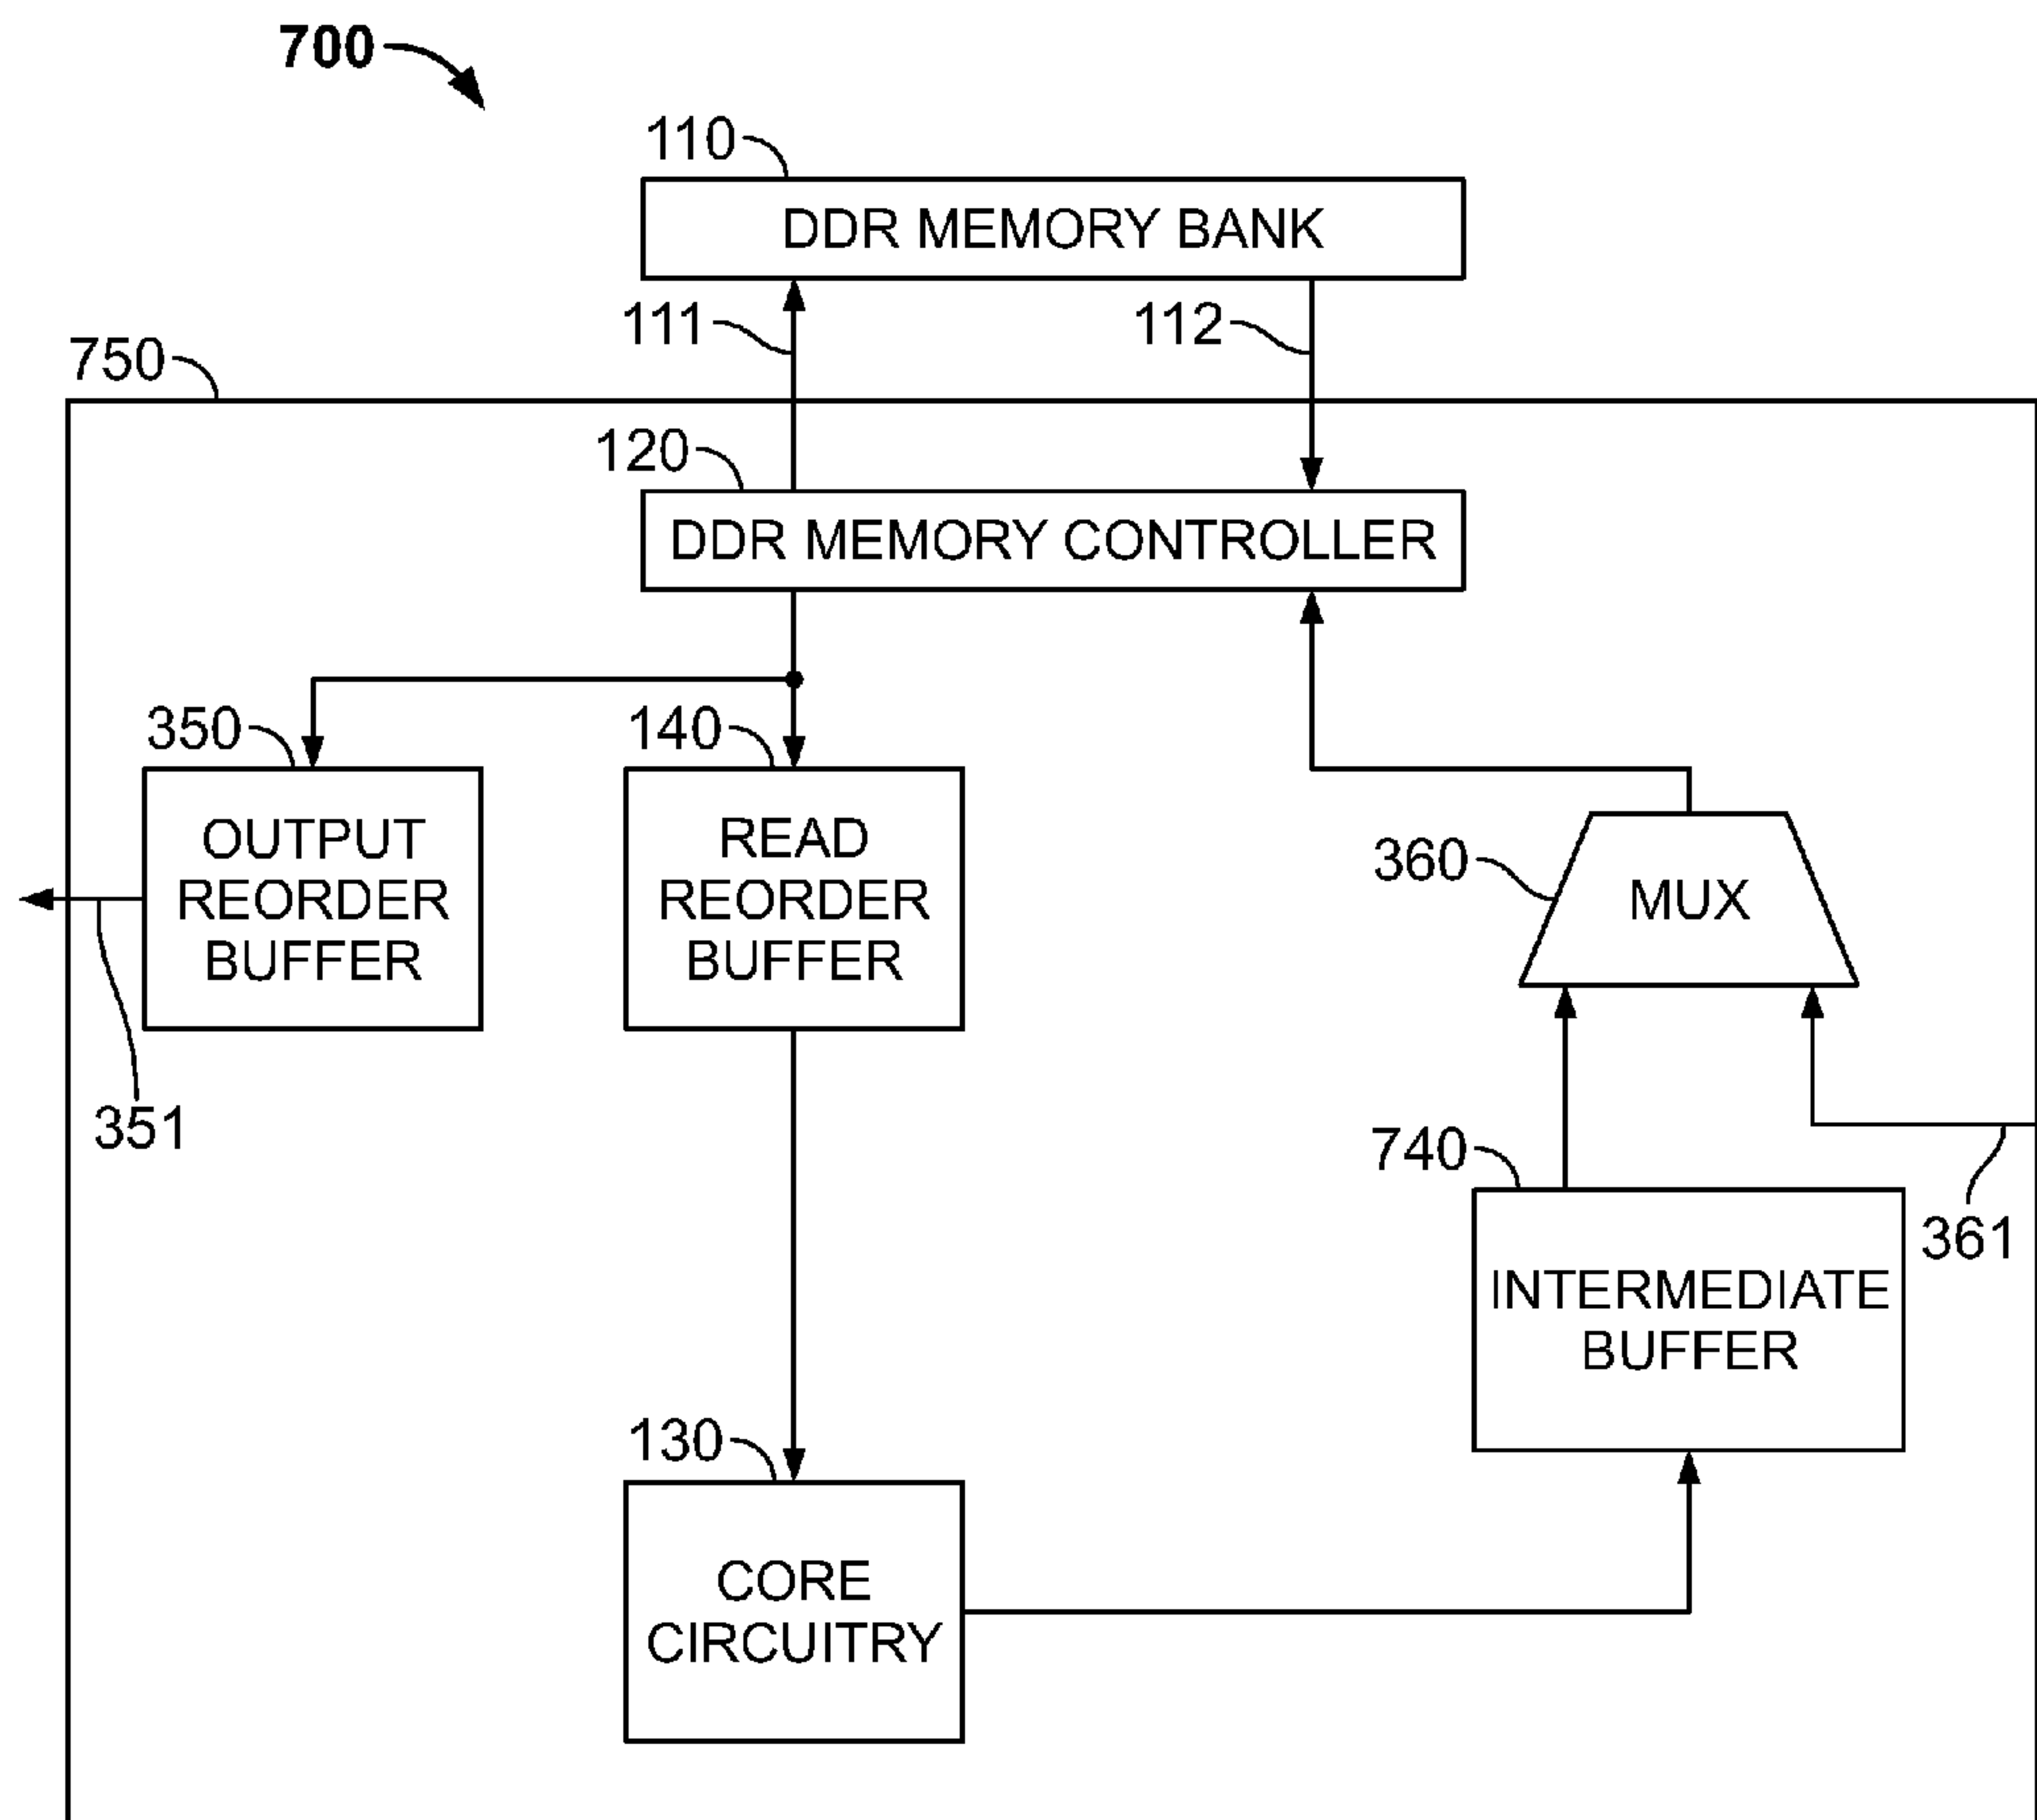 700
110
DDR MEMORY BANK
111
112
750
120
DDR MEMORY CONTROLLER
350
140
OUTPUT
REORDER
BUFFER
READ
REORDER
BUFFER
360
MUX
351
740
361
INTERMEDIATE
BUFFER
130
CORE
CIRCUITRY